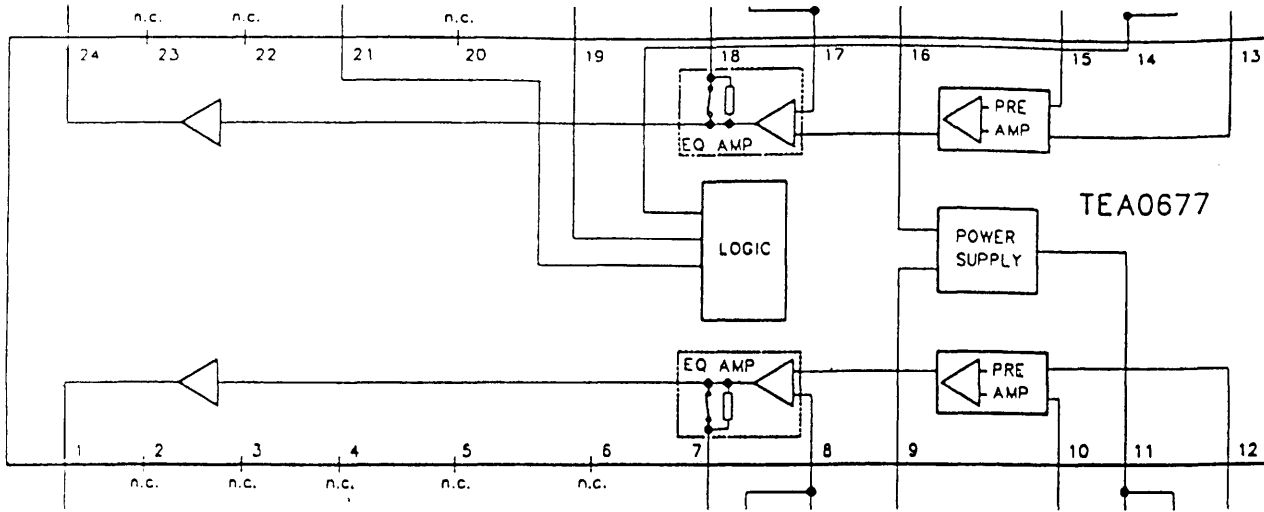 n.c. n.c. n.c.
24 23 22 21 20 19 18 17 16 15 14 13
PRE
AMP
EQ AMP
TEA0677
LOGIC
POWER
SUPPLY
EQ AMP
PRE
AMP
1 2 3 4 5 6 7 8 9 10 11 12
n.c. n.c. n.c. n.c. n.c.